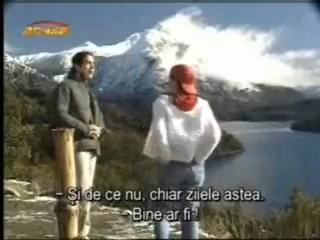 - Şi de ce nu, chiar zilele astea.
- Bine ar fi!